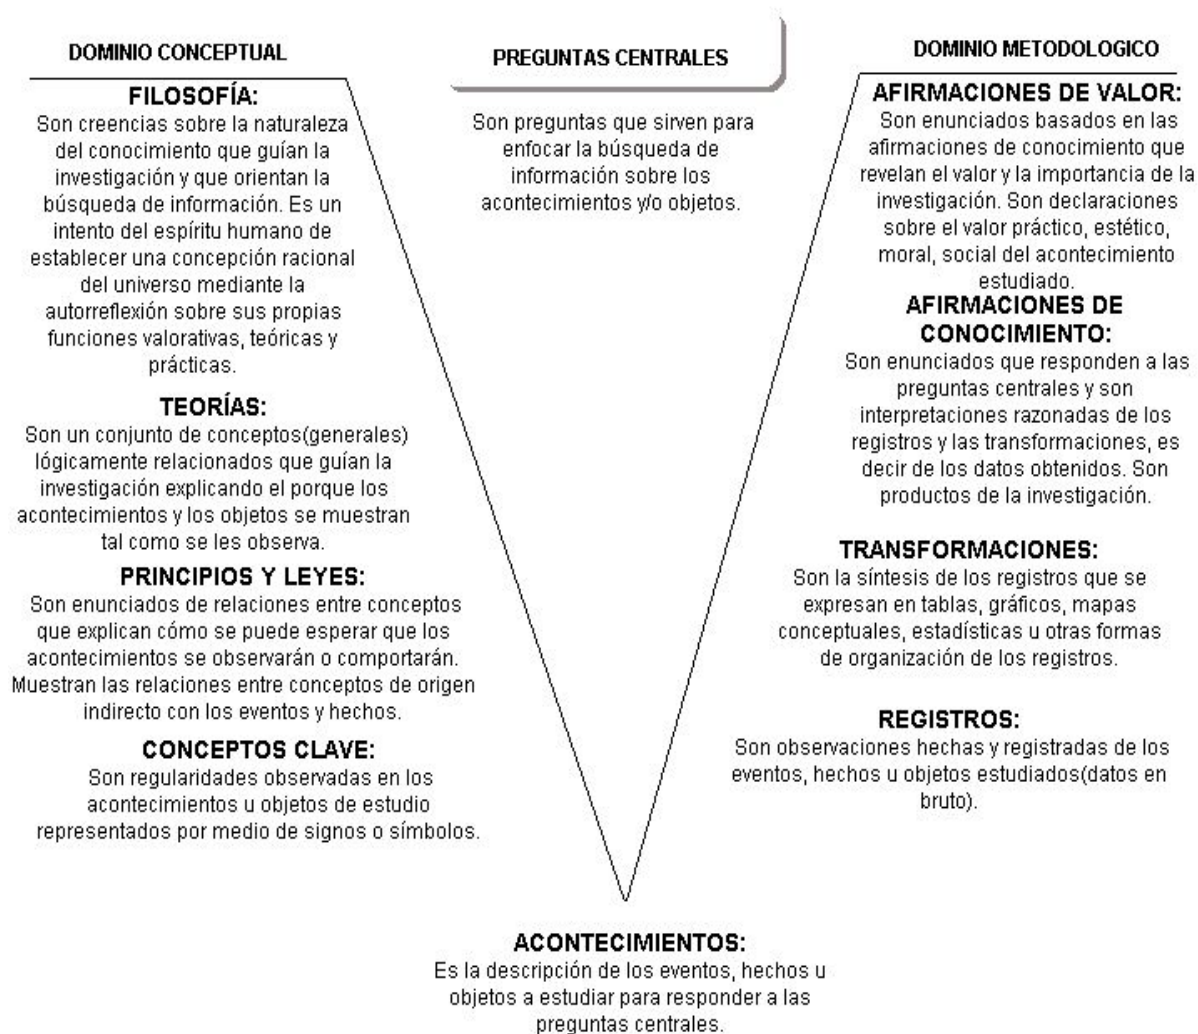 DOMINIO CONCEPTUAL
FILOSOFÍA:
Son creencias sobre la naturaleza
del conocimiento que guían la
investigación y que orientan la
búsqueda de información. Es un
intento del espíritu humano de
establecer una concepción racional
del universo mediante la
autorreflexión sobre sus propias
funciones valorativas, teóricas y
prácticas.
TEORÍAS:
Son un conjunto de conceptos(generales)
lógicamente relacionados que guían la
investigación explicando el porque los
acontecimientos y los objetos se muestran
tal como se les observa.
PRINCIPIOS Y LEYES:
Son enunciados de relaciones entre conceptos
que explican cómo se puede esperar que los
acontecimientos se observarán o comportarán.
Muestran las relaciones entre conceptos de origen
indirecto con los eventos y hechos.
CONCEPTOS CLAVE:
Son regularidades observadas en los
acontecimientos u objetos de estudio
representados por medio de signos o símbolos.
PREGUNTAS CENTRALES
Son preguntas que sirven para
enfocar la búsqueda de
información sobre los
acontecimientos y/o objetos.
DOMINIO METODOLOGICO
AFIRMACIONES DE VALOR:
Son enunciados basados en las
afirmaciones de conocimiento que
revelan el valor y la importancia de la
investigación. Son declaraciones
sobre el valor práctico, estético,
moral, social del acontecimiento
estudiado.
AFIRMACIONES DE
CONOCIMIENTO:
Son enunciados que responden a las
preguntas centrales y son
interpretaciones razonadas de los
registros y las transformaciones, es
decir de los datos obtenidos. Son
productos de la investigación.
TRANSFORMACIONES:
Son la síntesis de los registros que se
expresan en tablas, gráficos, mapas
conceptuales, estadísticas u otras formas
de organización de los registros.
REGISTROS:
Son observaciones hechas y registradas de los
eventos, hechos u objetos estudiados(datos en
bruto).
ACONTECIMIENTOS:
Es la descripción de los eventos, hechos u
objetos a estudiar para responder a las
preguntas centrales.